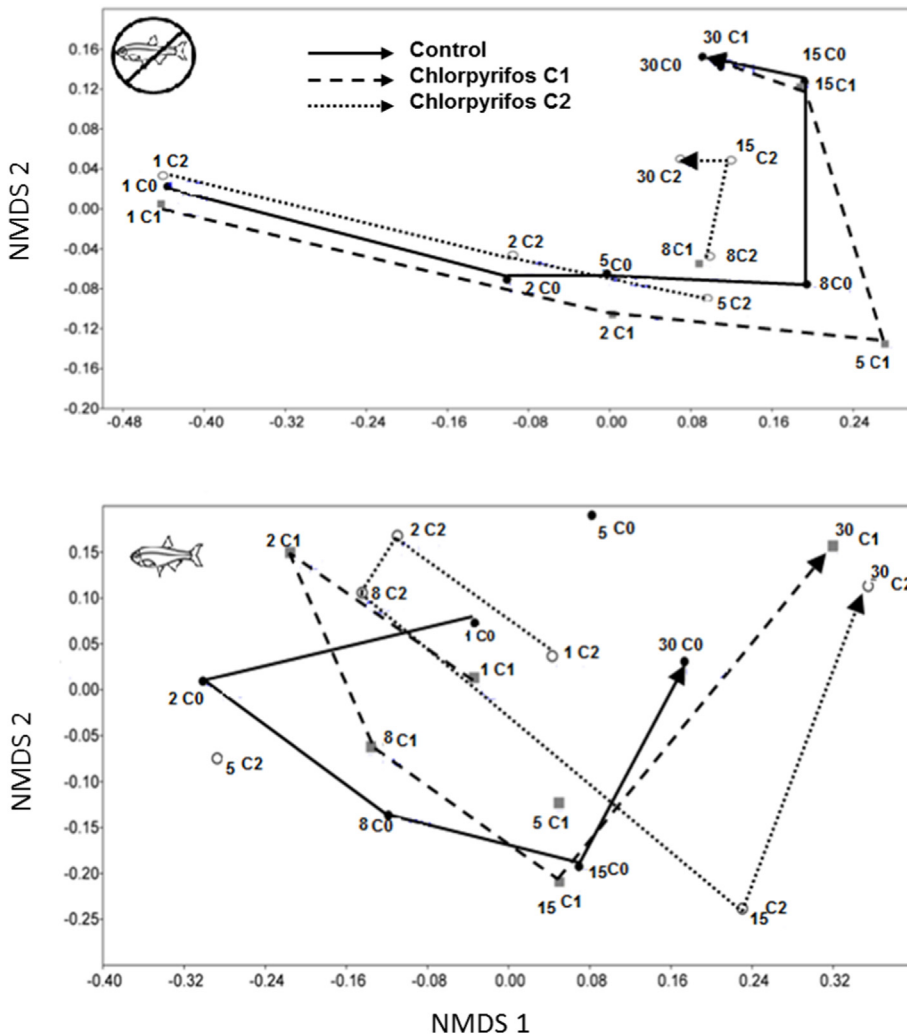 0.20
0.16
0.12
0.08
0.04
0.00
-0.04
-0.08
-0.12
-0.16
-0.20
NMDS 2
Control
Chlorpyrifos C1
Chlorpyrifos C2
30 C1
15 C0
30 C0
15 C1
1 C2
1 C0
1 C1
15 C2
30 C2
2 C2
5 C0
8 C1
8 C2
2 C0
8 C0
5 C2
2 C1
5 C1
-0.48
-0.40
-0.32
-0.24
-0.16
-0.08
0.00
0.08
0.16
0.24
0.15
0.10
0.05
0.00
-0.05
-0.10
-0.15
-0.20
-0.25
NMDS 2
2 C1
2 C2
5 C0
30 C1
30 C2
8 C2
1 C0
1 C2
30 C0
1 C1
2 C0
8 C1
5 C2
8 C0
5 C1
15 C0
15 C1
15 C2
-0.40
-0.32
-0.24
-0.16
-0.08
0.00
0.08
0.16
0.24
0.32
NMDS 1